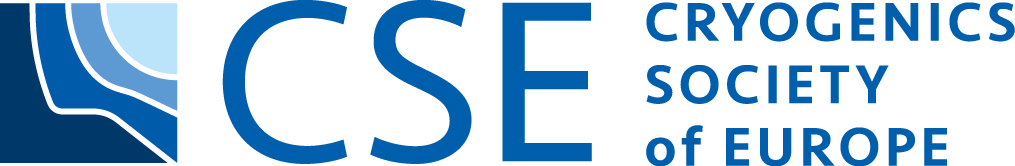 CSE
CRYOGENICS
SOCIETY
of EUROPE